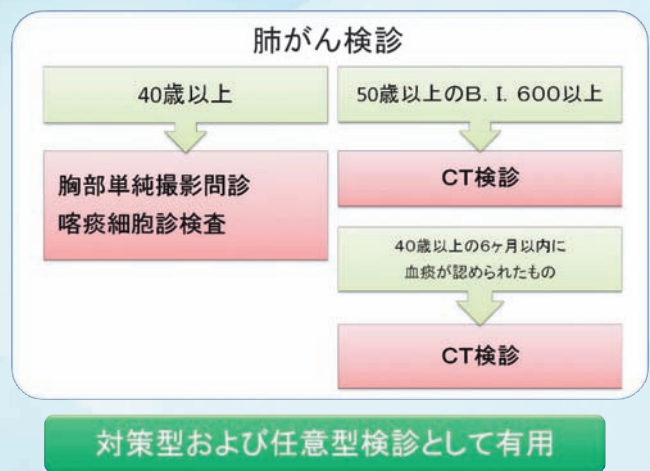 肺がん検診
40歳以上
胸部単純撮影問診
喀痰細胞診検査
50歳以上のB. I. 600以上
CT検診
40歳以上の6ヶ月以内に
血痰が認められたもの
CT検診
対策型および任意型検診として有用